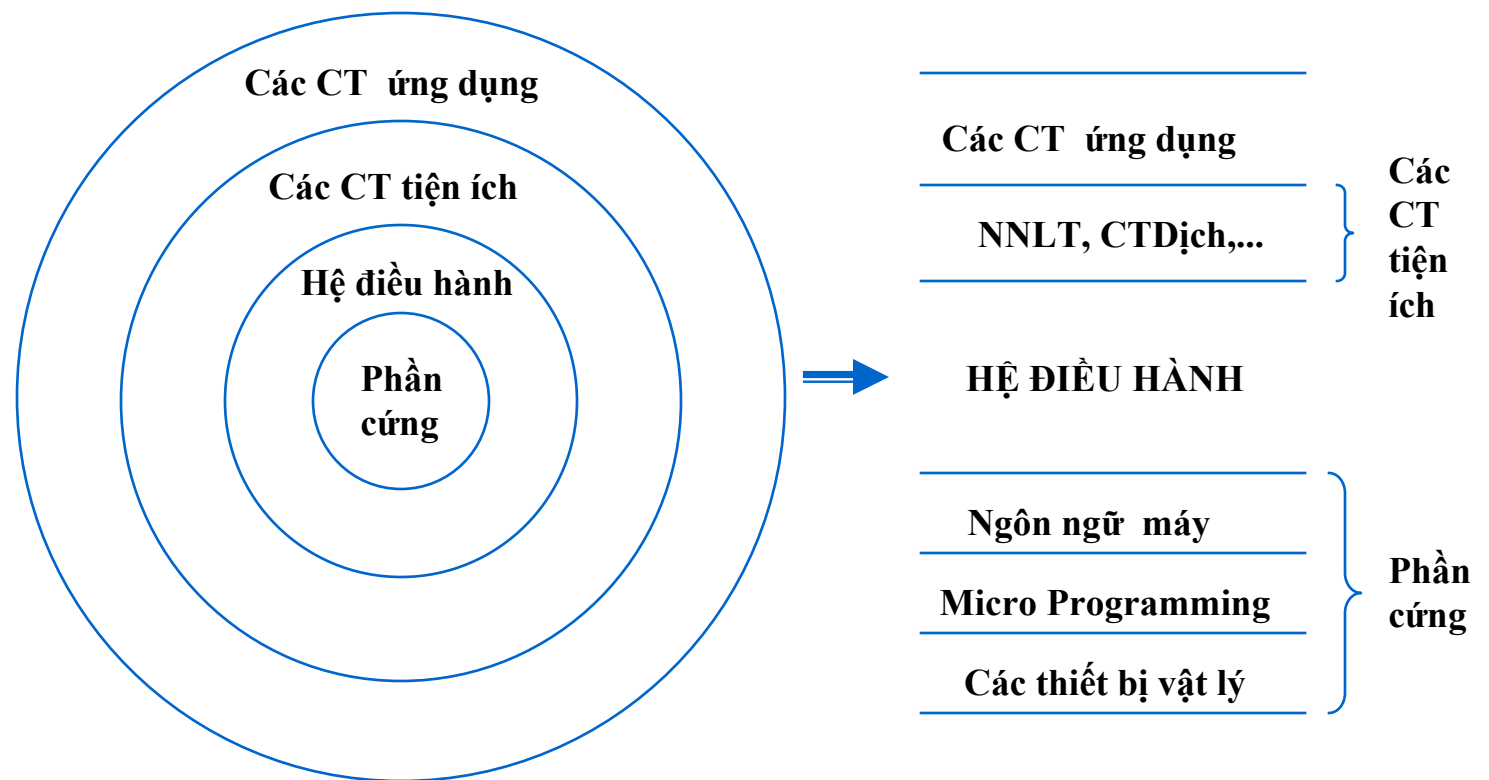 Các CT ứng dụng
Các CT tiện ích
Hệ điều hành
Phần
cứng
Các CT ứng dụng
NNLT, CTDịch,...
Các
CT
tiện
ích
HỆ ĐIỀU HÀNH
Ngôn ngữ máy
Micro Programming
Các thiết bị vật lý
Phần
cứng